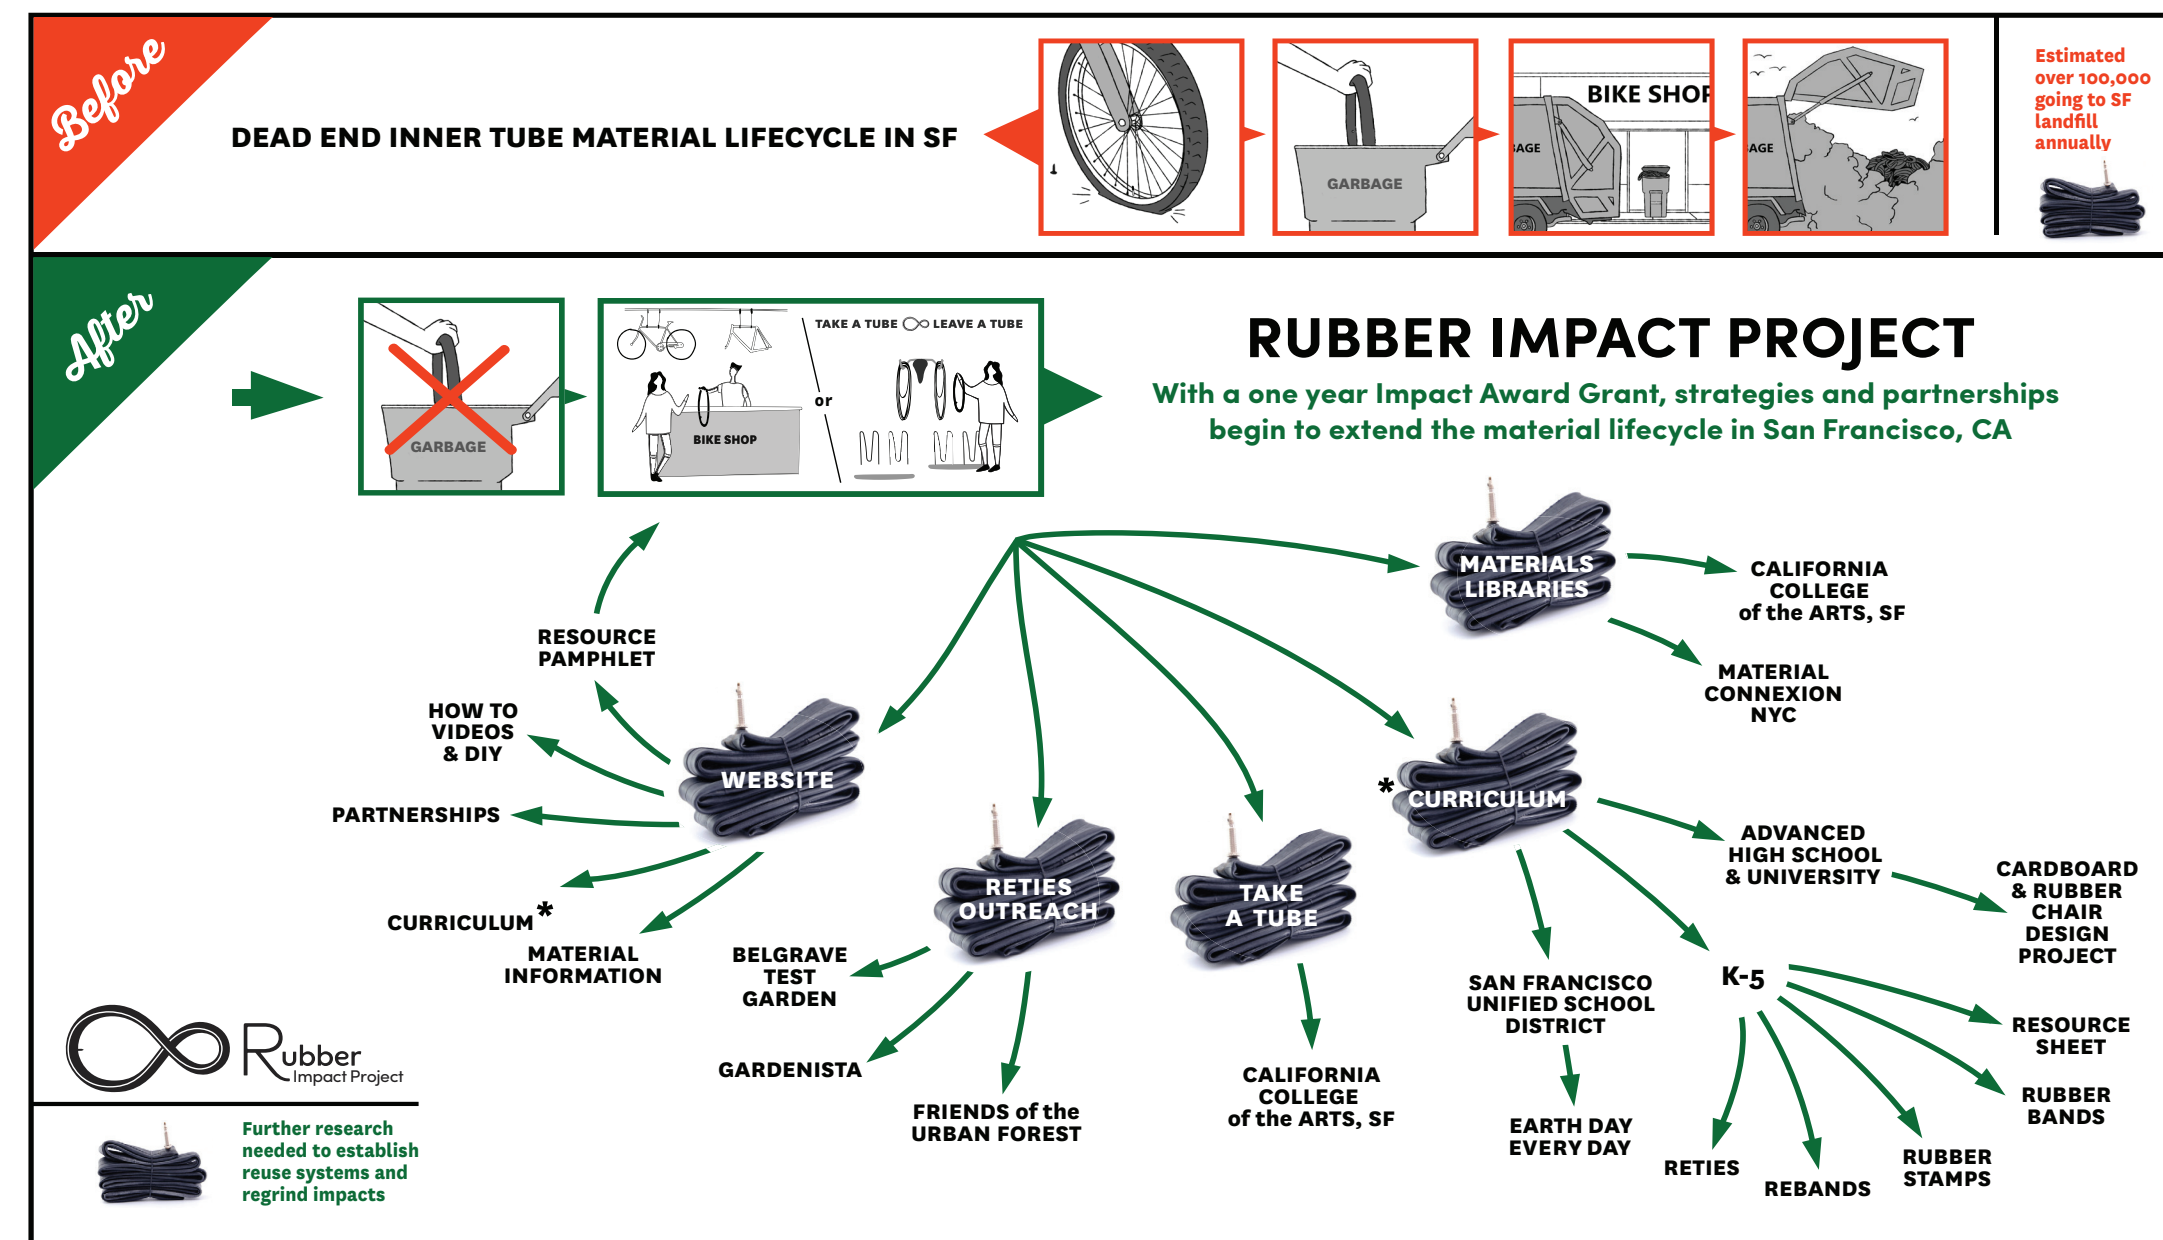 Before
DEAD END INNER TUBE MATERIAL LIFECYCLE IN SF
GARBAGE
BIKE SHOP
BAGE
BAGE
Estimated
over 100,000
going to SF
landfill
annually
After
GARBAGE
BIKE SHOP
or
TAKE A TUBE LEAVE A TUBE
RUBBER IMPACT PROJECT
With a one year Impact Award Grant, strategies and partnerships
begin to extend the material lifecycle in San Francisco, CA
MATERIALS
LIBRARIES
CALIFORNIA
COLLEGE
of the ARTS, SF
MATERIAL
CONNEXION
NYC
RESOURCE
PAMPHLET
HOW TO
VIDEOS
& DIY
PARTNERSHIPS
CURRICULUM*
MATERIAL
INFORMATION
WEBSITE
RETIES
OUTREACH
BELGRAVE
TEST
GARDEN
GARDENISTA
FRIENDS of the
URBAN FOREST
TAKE
A TUBE
CALIFORNIA
COLLEGE
of the ARTS, SF
* CURRICULUM
ADVANCED
HIGH SCHOOL
& UNIVERSITY
CARDBOARD
& RUBBER
CHAIR
DESIGN
PROJECT
SAN FRANCISCO
UNIFIED SCHOOL
DISTRICT
EARTH DAY
EVERY DAY
K-5
RESOURCE
SHEET
RUBBER
BANDS
RUBBER
STAMPS
REBANDS
RETIES
Rubber
Impact Project
Further research
needed to establish
reuse systems and
regrind impacts